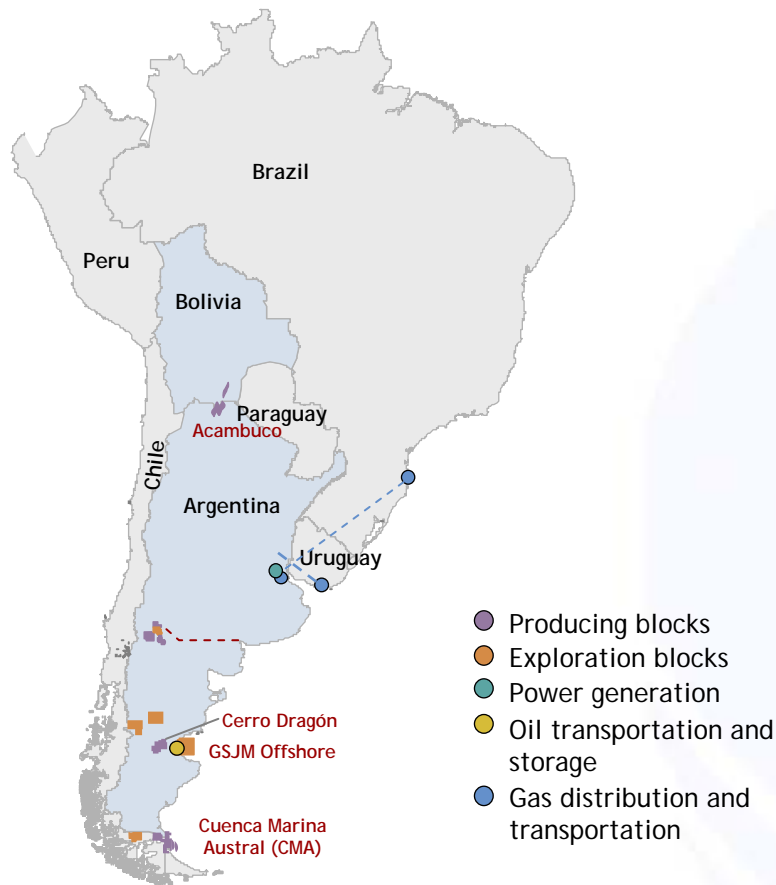 Brazil
Peru
Bolivia
Paraguay
Acambuco
Chile
Argentina
Uruguay
Cerro Dragón
GSJM Offshore
Cuenca Marina
Austral (CMA)
Producing blocks
Exploration blocks
Power generation
Oil transportation and
storage
Gas distribution and
transportation